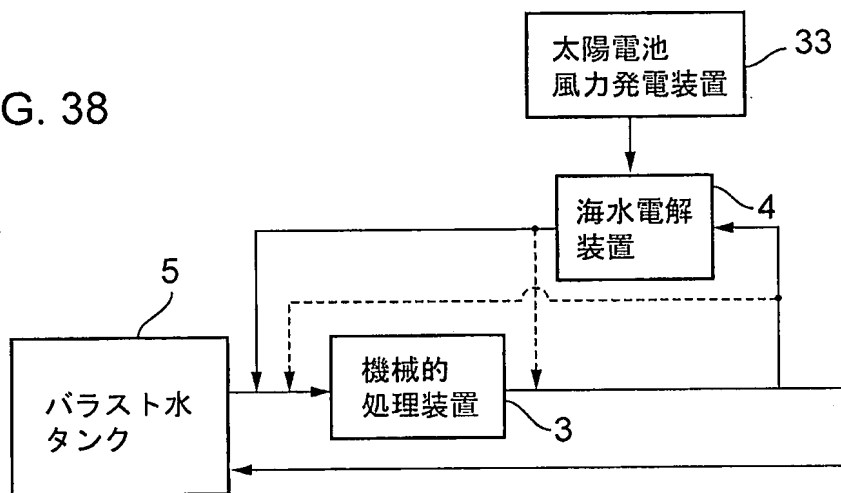 G. 38
太陽電池
風力発電装置
33
海水電解
装置
4
5
バラスト水
タンク
機械的
処理装置
3